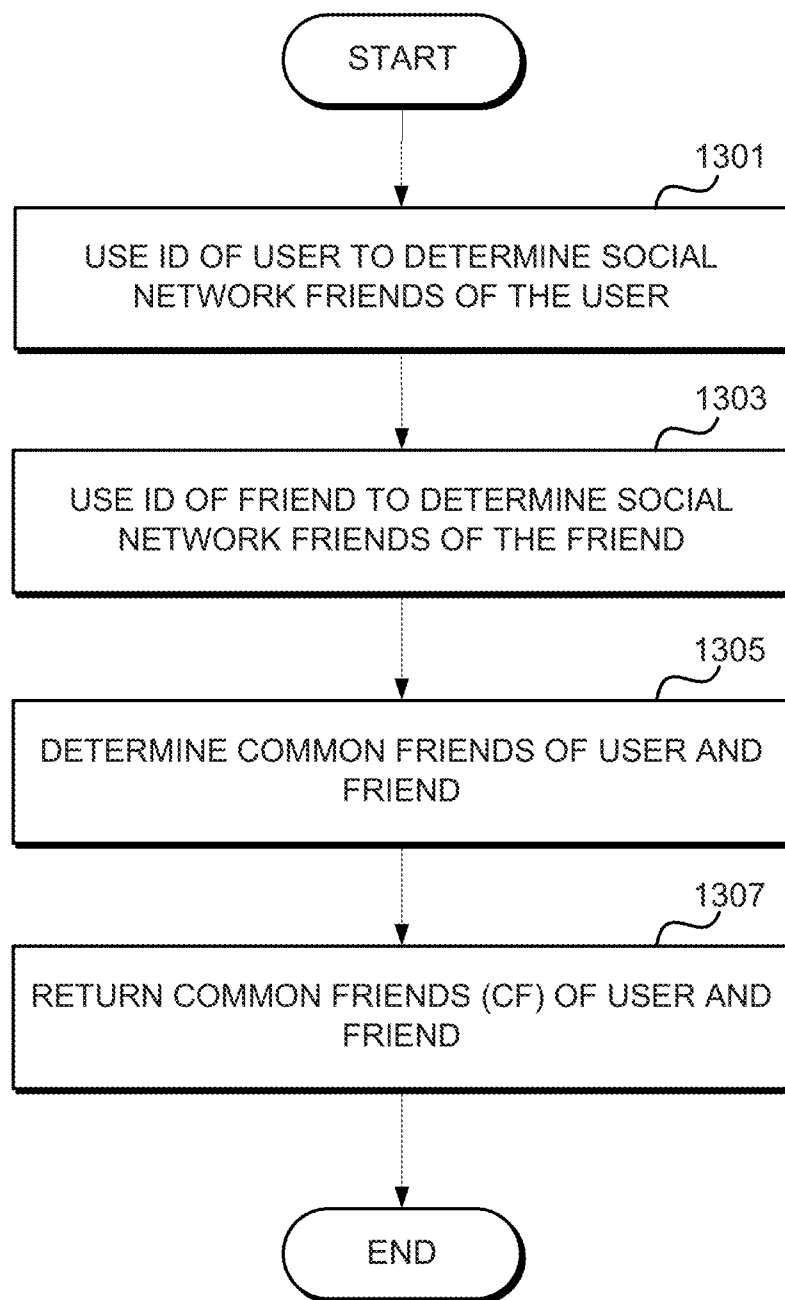 START
1301
USE ID OF USER TO DETERMINE SOCIAL
NETWORK FRIENDS OF THE USER
1303
USE ID OF FRIEND TO DETERMINE SOCIAL
NETWORK FRIENDS OF THE FRIEND
1305
DETERMINE COMMON FRIENDS OF USER AND
FRIEND
1307
RETURN COMMON FRIENDS (CF) OF USER AND
FRIEND
END